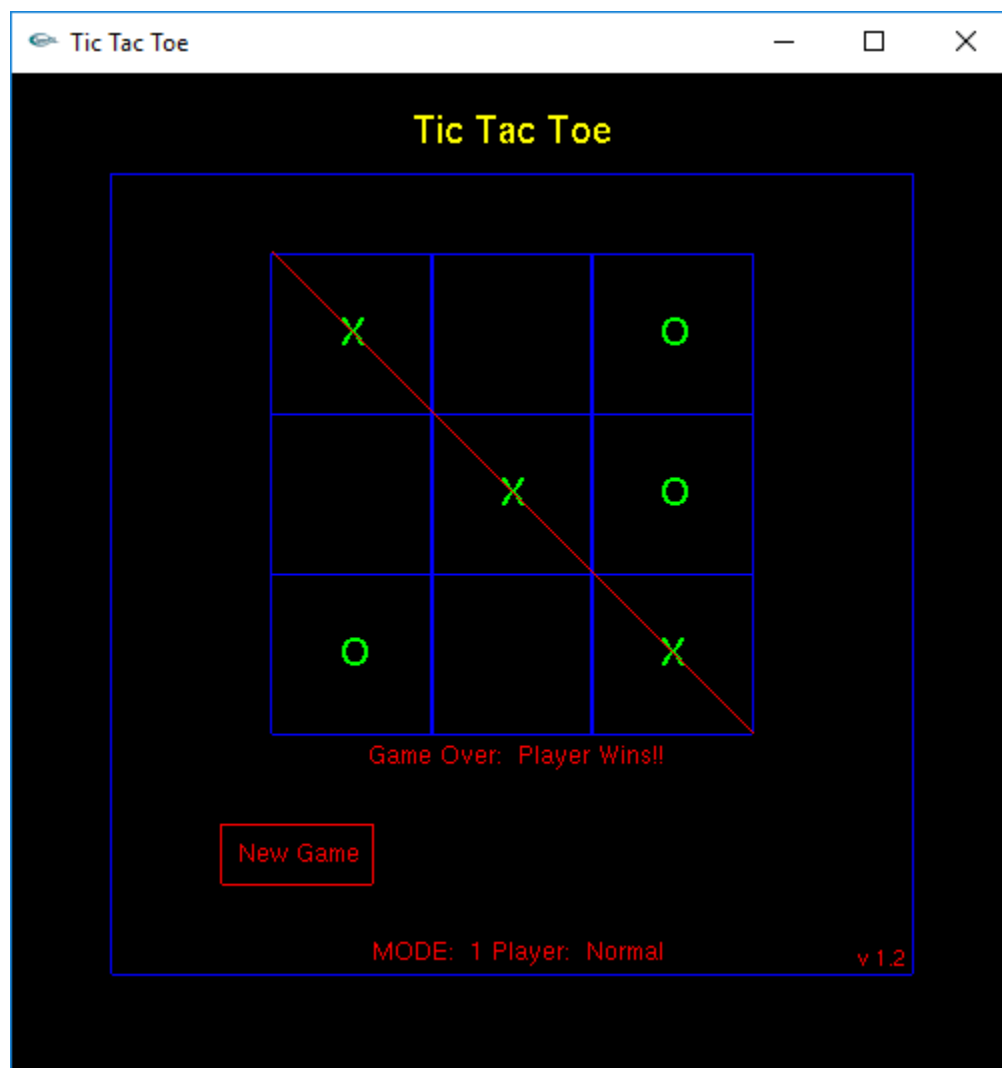 Tic Tac Toe
Tic Tac Toe
X O
X O
O X
Game Over: Player Wins!!
New Game
MODE: 1 Player: Normal
v 1.2